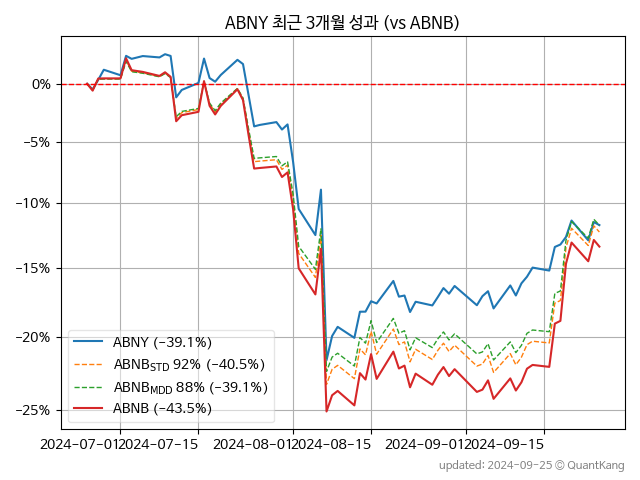 ABNY 최근 3개월 성과 (vs ABNB)
0%
−5%
−10%
−15%
−20%
−25%
ABNY (−39.1%)
ABNB_STD 92% (−40.5%)
ABNB_MDD 88% (−39.1%)
ABNB (−43.5%)
2024-07-01 2024-07-15 2024-08-01 2024-08-15 2024-09-01 2024-09-15
updated: 2024-09-25 © QuantKang